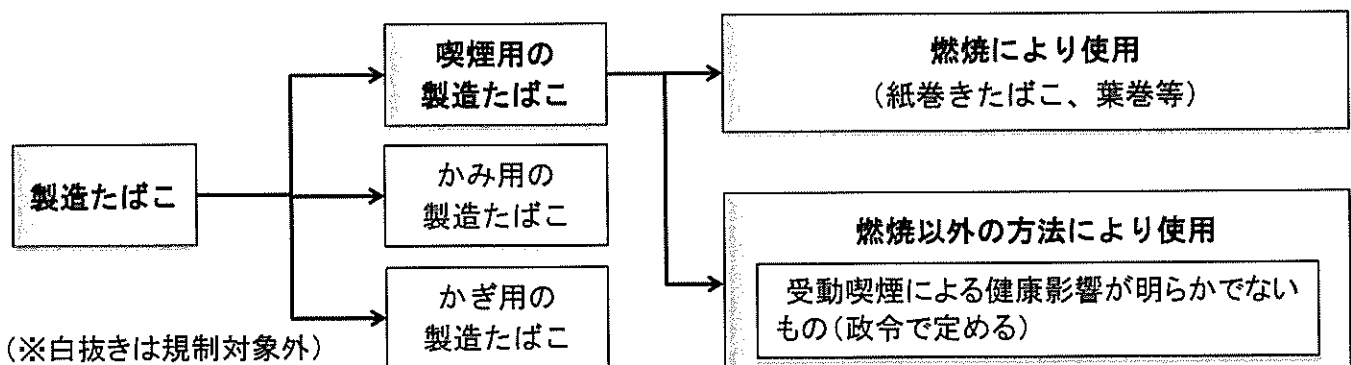 製造たばこ
喫煙用の
製造たばこ
かみ用の
製造たばこ
かぎ用の
製造たばこ
燃焼により使用
(紙巻きたばこ、葉巻等)
燃焼以外の方法により使用
受動喫煙による健康影響が明らかでない
もの(政令で定める)
(※白抜きは規制対象外)